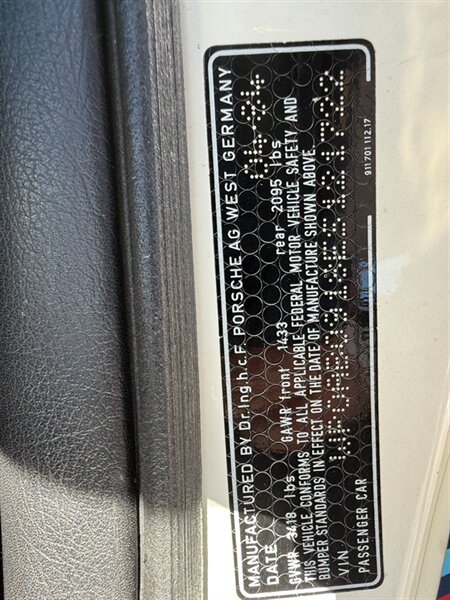 MANUFACTURED BY Dr.Ing.h.c.F. PORSCHE AG WEST GERMANY
DATE
GVWR 3418 lbs GAWR front 1433 rear 2095 lbs
THIS VEHICLE CONFORMS TO ALL APPLICABLE FEDERAL MOTOR VEHICLE SAFETY AND
BUMPER STANDARDS IN EFFECT ON THE DATE OF MANUFACTURE SHOWN ABOVE
VIN
PASSENGER CAR
911 701 112.17